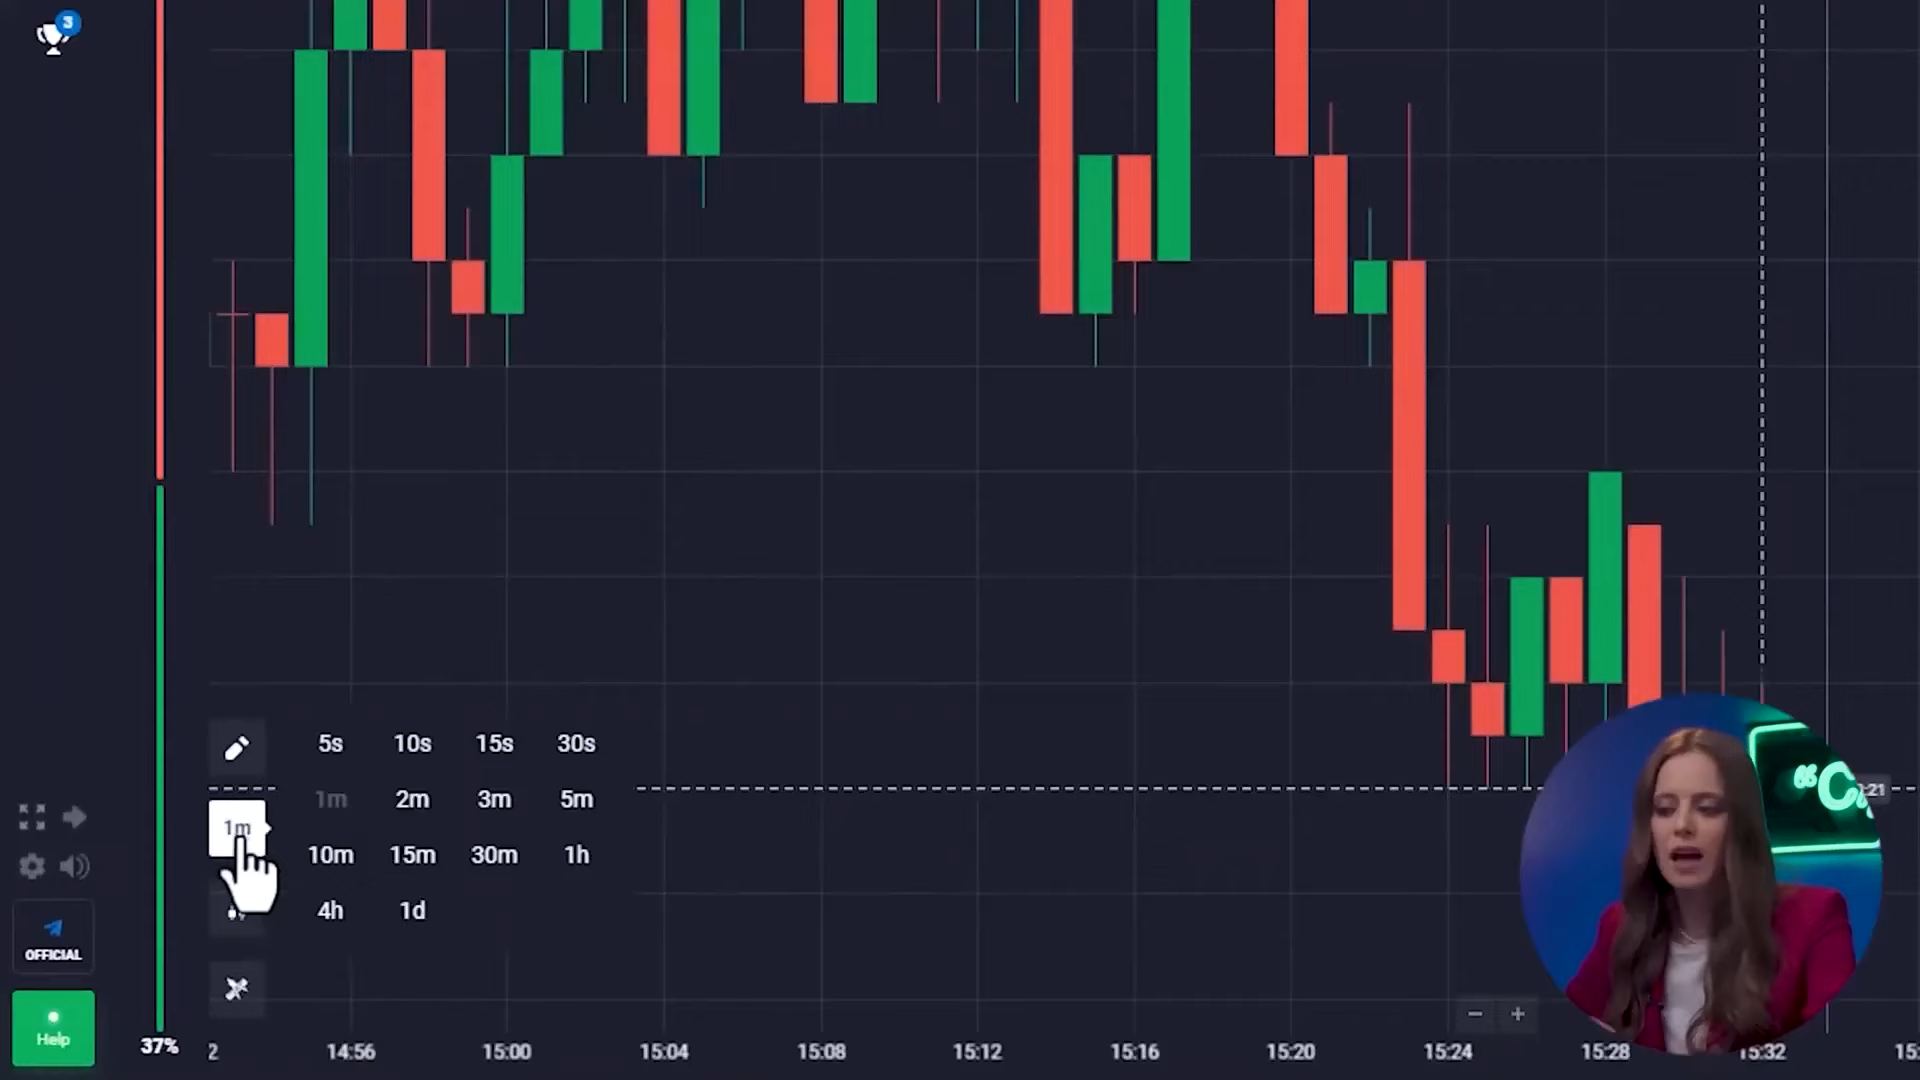 3
5s 10s 15s 30s
1m 2m 3m 5m
1m
10m 15m 30m 1h
4h 1d
:21
OFFICIAL
Help
37%
2 14:56 15:00 15:04 15:08 15:12 15:16 15:20 15:24 15:28 15:32 15: